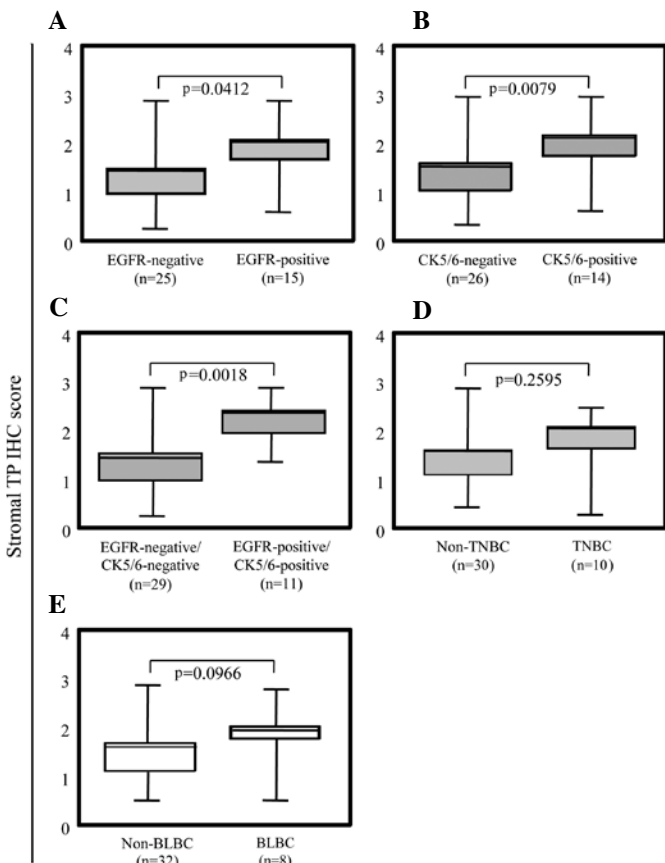 A
4
3
2
1
0
p=0.0412
EGFR-negative
(n=25)
EGFR-positive
(n=15)
B
4
3
2
1
0
p=0.0079
CK5/6-negative
(n=26)
CK5/6-positive
(n=14)
C
4
3
2
1
0
p=0.0018
EGFR-negative/
CK5/6-negative
(n=29)
EGFR-positive/
CK5/6-positive
(n=11)
D
4
3
2
1
0
p=0.2595
Non-TNBC
(n=30)
TNBC
(n=10)
E
4
3
2
1
0
p=0.0966
Non-BLBC
(n=32)
BLBC
(n=8)
Stromal TP IHC score